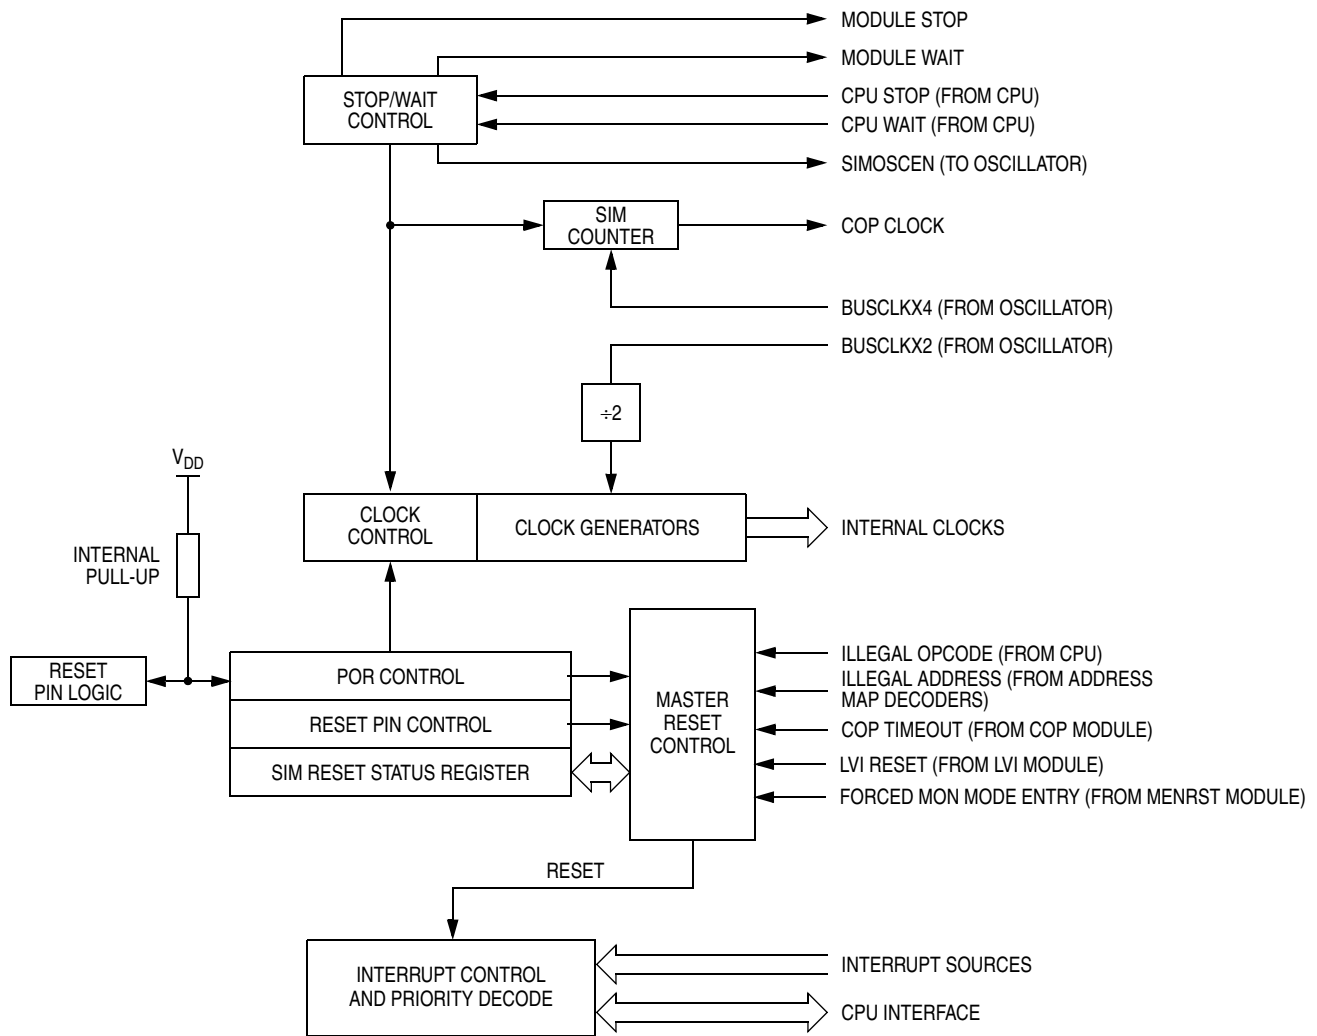 MODULE STOP
MODULE WAIT
STOP/WAIT
CONTROL
CPU STOP (FROM CPU)
CPU WAIT (FROM CPU)
SIMOSCEN (TO OSCILLATOR)
SIM
COUNTER
COP CLOCK
BUSCLKX4 (FROM OSCILLATOR)
BUSCLKX2 (FROM OSCILLATOR)
÷2
VDD
CLOCK
CONTROL
CLOCK GENERATORS
INTERNAL CLOCKS
INTERNAL
PULL-UP
RESET
PIN LOGIC
POR CONTROL
RESET PIN CONTROL
SIM RESET STATUS REGISTER
MASTER
RESET
CONTROL
ILLEGAL OPCODE (FROM CPU)
ILLEGAL ADDRESS (FROM ADDRESS
MAP DECODERS)
COP TIMEOUT (FROM COP MODULE)
LVI RESET (FROM LVI MODULE)
FORCED MON MODE ENTRY (FROM MENRST MODULE)
RESET
INTERRUPT CONTROL
AND PRIORITY DECODE
INTERRUPT SOURCES
CPU INTERFACE